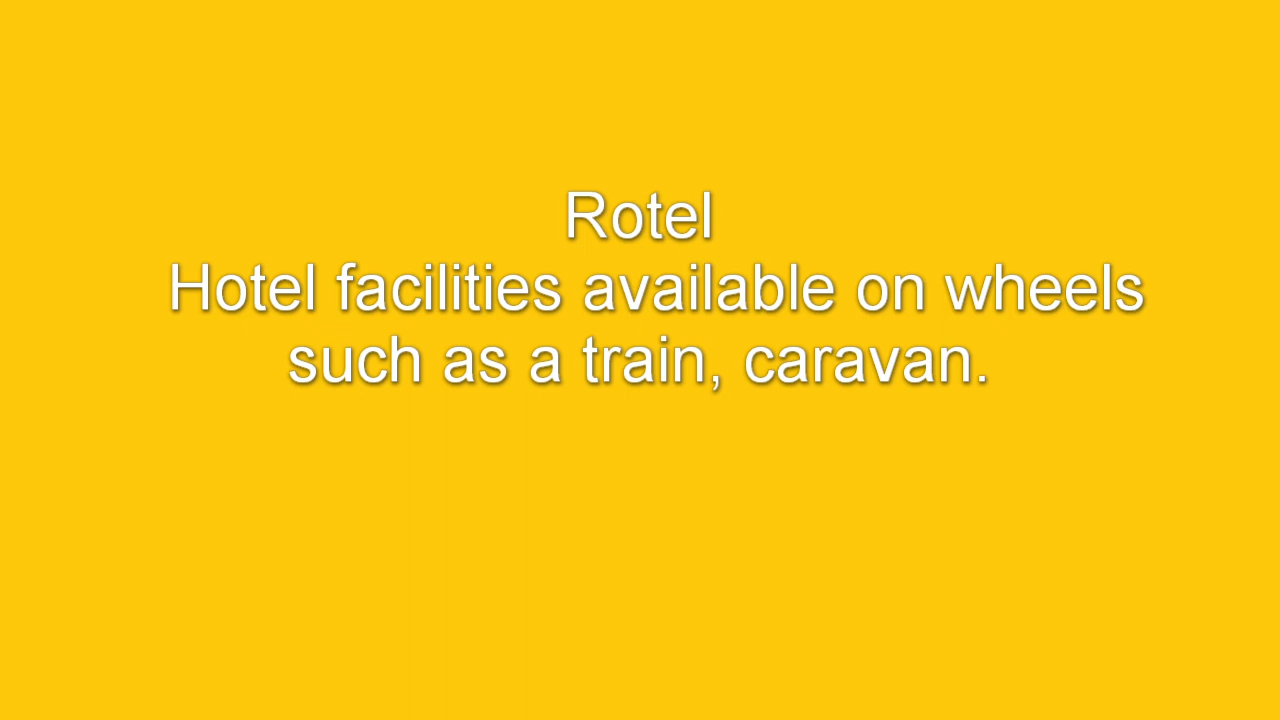 Rotel
Hotel facilities available on wheels
such as a train, caravan.